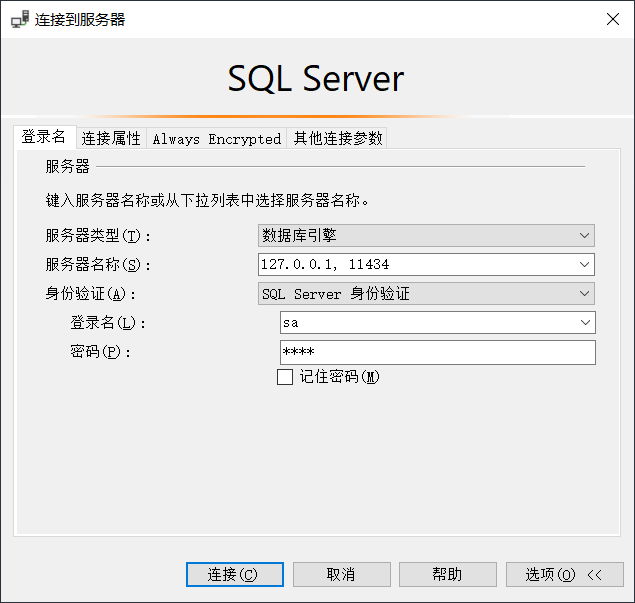 连接到服务器
SQL Server
登录名 连接属性 Always Encrypted 其他连接参数
服务器
键入服务器名称或从下拉列表中选择服务器名称。
服务器类型(T): 数据库引擎
服务器名称(S): 127.0.0.1, 11434
身份验证(A): SQL Server 身份验证
登录名(L): sa
密码(P): ****
记住密码(M)
连接(C) 取消 帮助 选项(O) <<